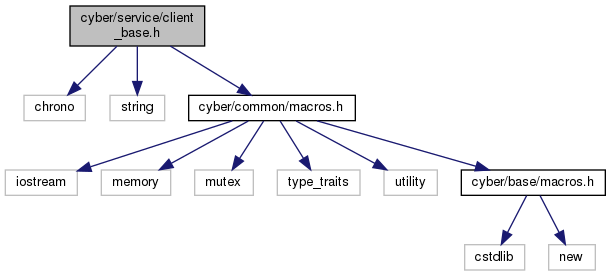 cyber/service/client
_base.h
chrono
string
cyber/common/macros.h
iostream
memory
mutex
type_traits
utility
cyber/base/macros.h
cstdlib
new